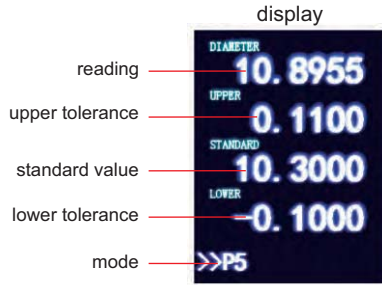 display
DIAMETER
reading 10.8955
UPPER
upper tolerance 0.1100
STANDARD
standard value 10.3000
LOWER
lower tolerance -0.1000
mode >>P5